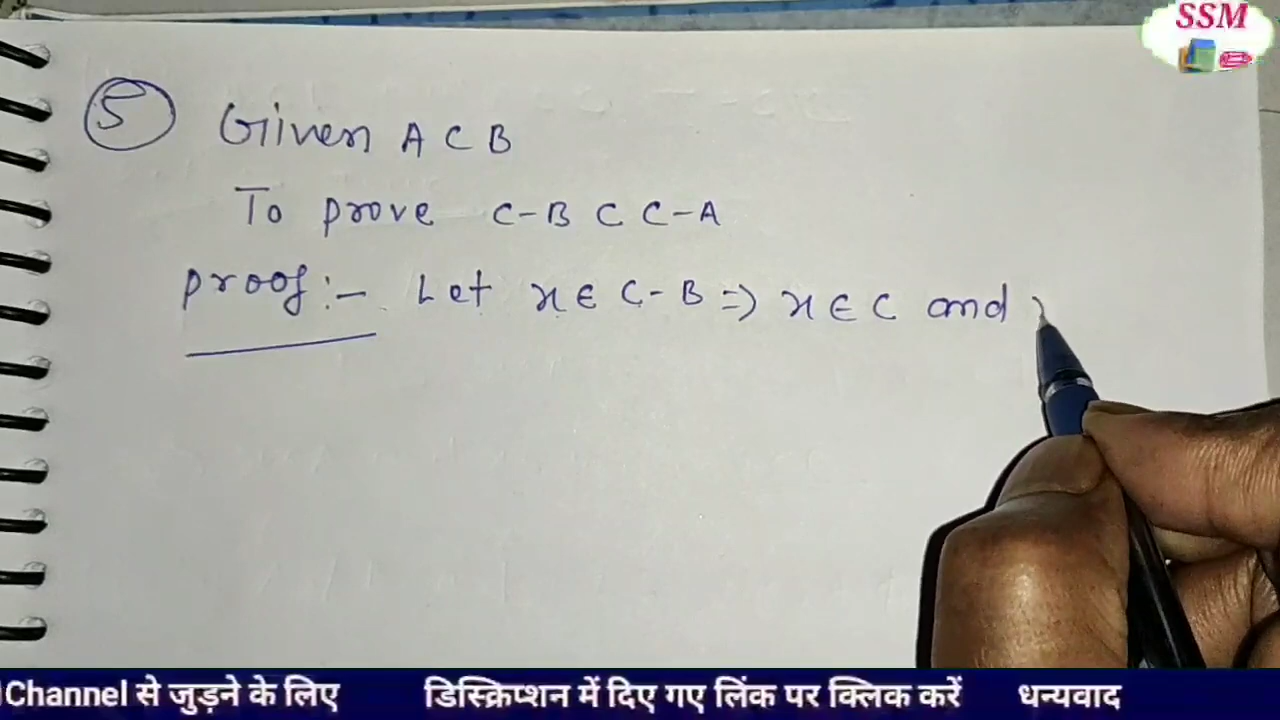 SSM
5 Given A ⊂ B
To prove C-B ⊂ C-A
Proof:- Let x ∈ C-B => x ∈ C and
Channel से जुड़ने के लिए डिस्क्रिप्शन में दिए गए लिंक पर क्लिक करें धन्यवाद